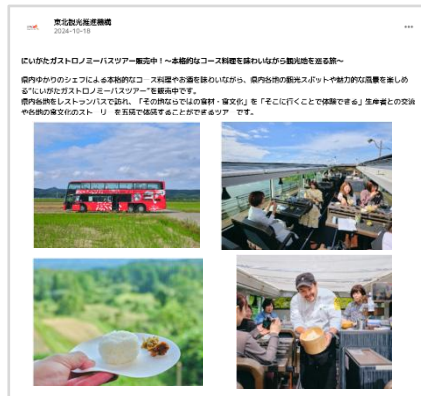 東北観光推進機構
2024-10-18
にいがたガストロノミーバスツアー販売中！～本格的なコース料理を味わいながら観光地を巡る旅～
県内ゆかりのシェフによる本格的なコース料理やお酒を味わいながら、県内各地の観光スポットや魅力的な風景を楽しめ
る“にいがたガストロノミーバスツアー”を販売中です。
県内各地をレストランバスで訪れ、「その地ならではの食材・食文化」を「そこに行くことで体験できる」生産者との交流
や各地の食文化のストーリーを五感で体感することができるツアーです。